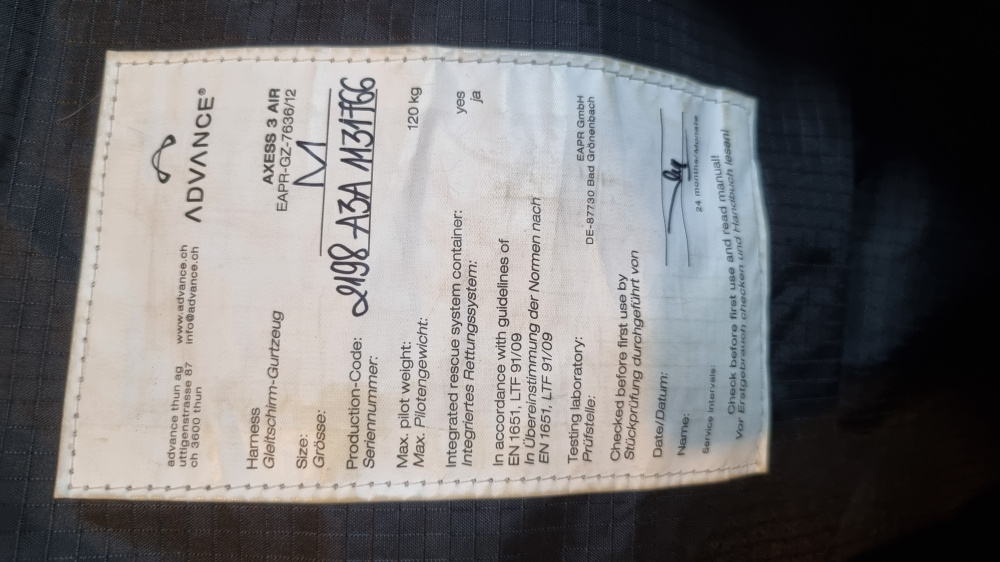 ADVANCE®
advance thun ag www.advance.ch
uttigenstrasse 87 info@advance.ch
ch 3600 thun
Harness AXESS 3 AIR
Gleitschirm-Gurtzeug EAPR-GZ-7636/12
Size: M
Grösse:
Production-Code: 2198 A3A 1131766
Seriennummer:
Max. pilot weight: 120 kg
Max. Pilotengewicht:
Integrated rescue system container: yes
Integriertes Rettungssystem: ja
In accordance with guidelines of
EN 1651, LTF 91/09
In Übereinstimmung der Normen nach
EN 1651, LTF 91/09
Testing laboratory: EAPR GmbH
Prüfstelle: DE-87730 Bad Grönenbach
Checked before first use by
Stückprüfung durchgeführt von
Date/Datum:
Name:
Service intervals: 24 months/Monate
Check before first use and read manual!
Vor Erstgebrauch checken und Handbuch lesen!